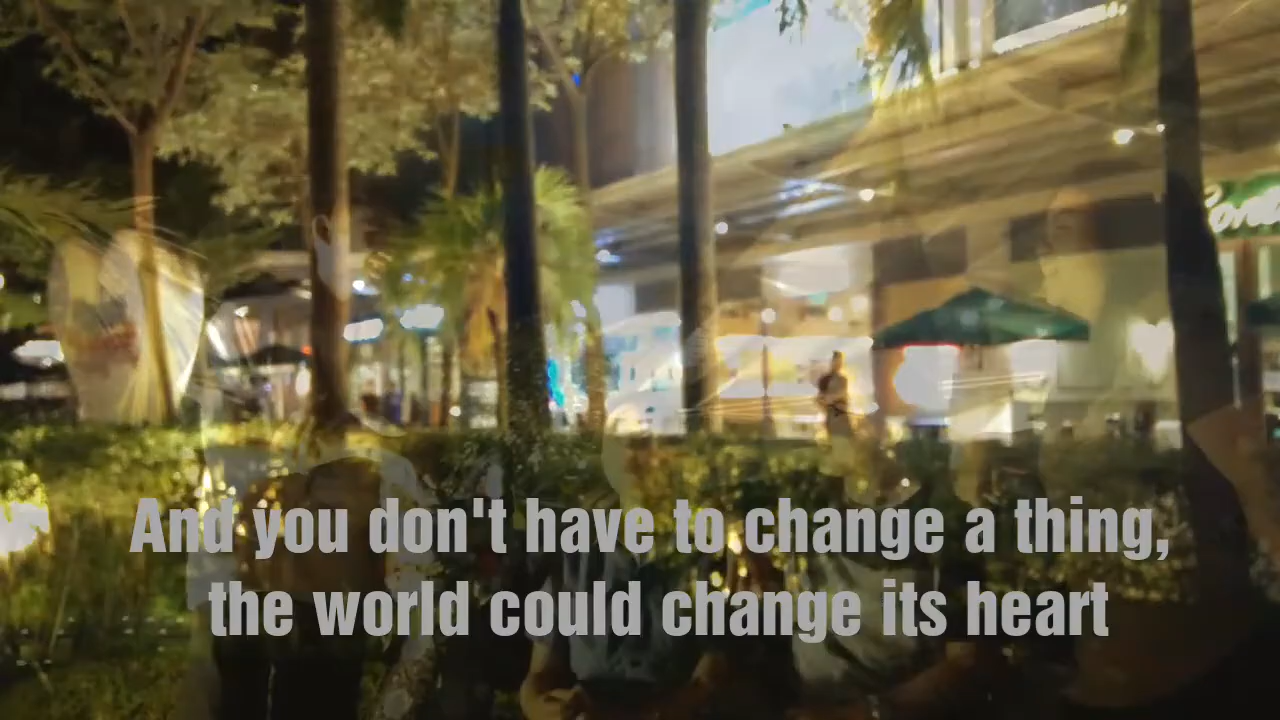 And you don't have to change a thing,
the world could change its heart